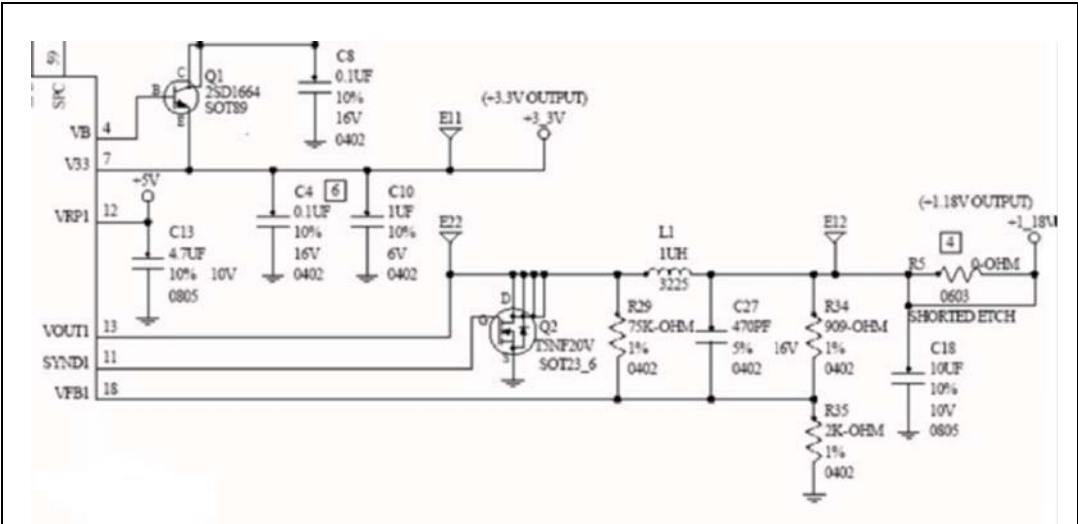 59
SPC
VB
4
V33
7
VRP1
12
VOUT1
13
SYND1
11
VFB1
18
C
B
E
Q1
2SD1664
SOT89
C8
0.1UF
10%
16V
0402
+5V
C13
4.7UF
10% 10V
0805
C4
0.1UF
10%
16V
0402
6
C10
1UF
10%
6V
0402
E11
(+3.3V OUTPUT)
+3_3V
E22
D
G
S
Q2
T5NF20V
SOT23_6
R29
75K-OHM
1%
0402
L1
1UH
3225
C27
470PF
5% 16V
0402
E12
R34
909-OHM
1%
0402
R35
2K-OHM
1%
0402
(+1.18V OUTPUT)
+1_18V
4
R5
0-OHM
0603
SHORTED ETCH
C18
10UF
10%
10V
0805